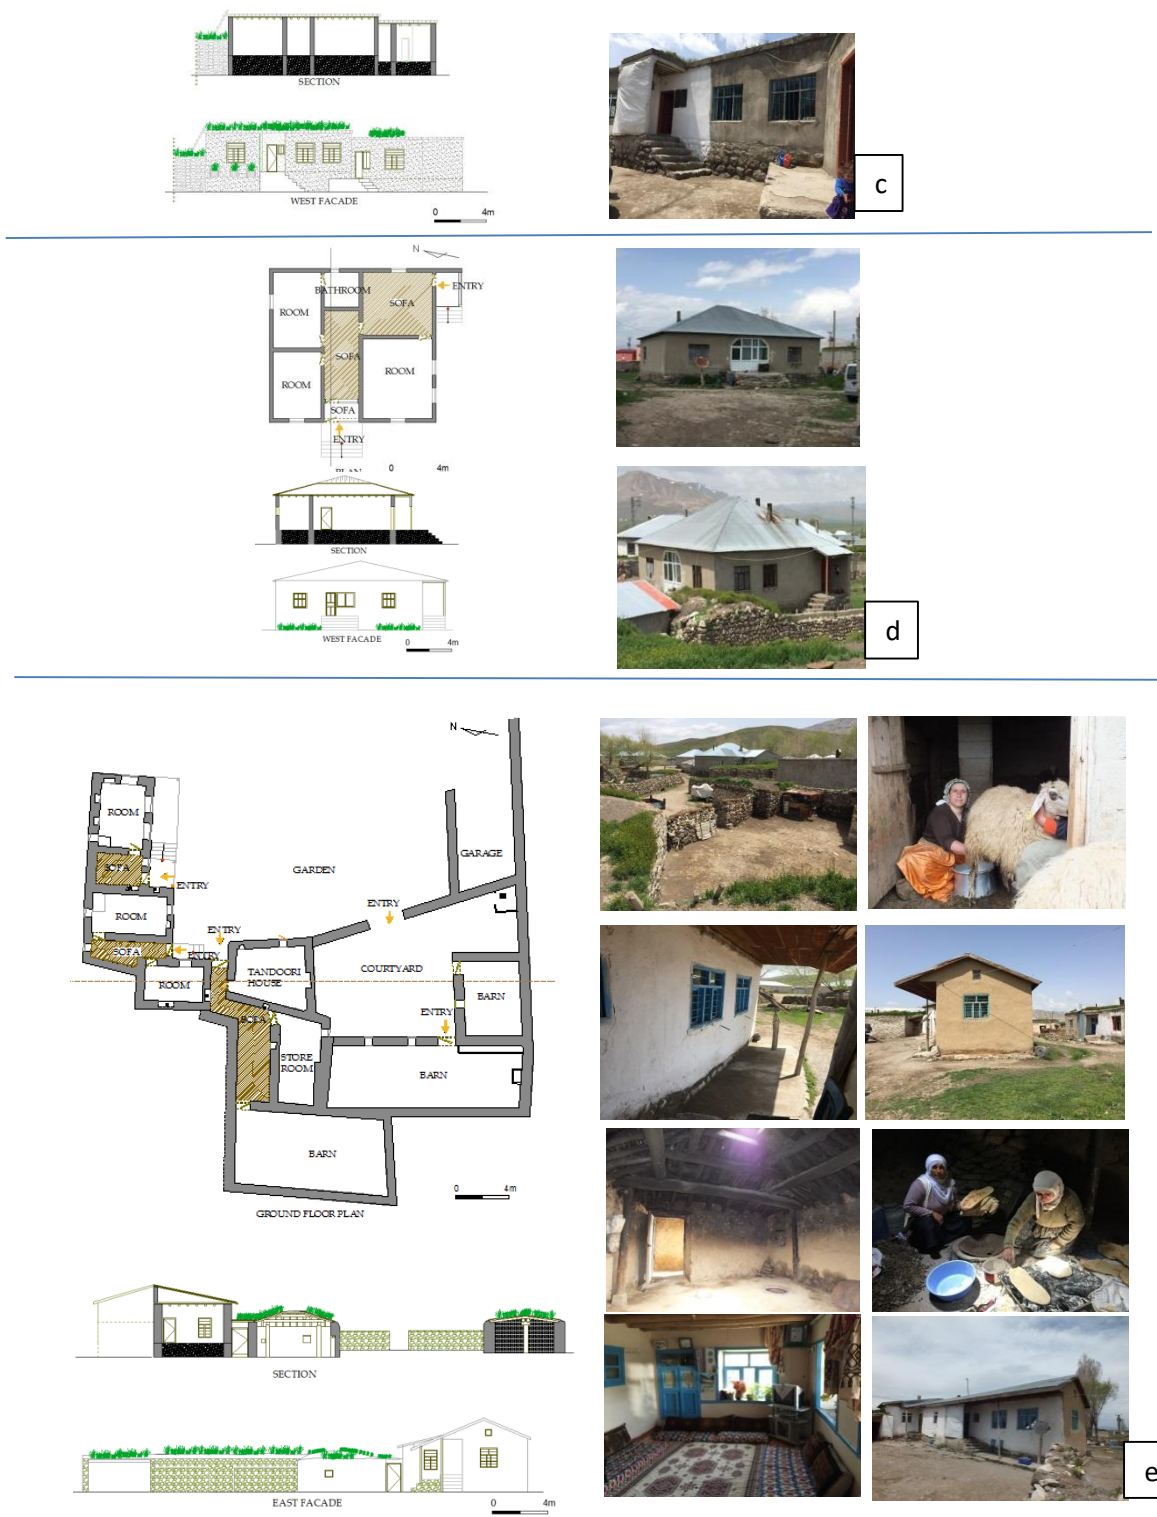 SECTION
WEST FACADE
0 4m
c
N
BATHROOM
ENTRY
SOFA
ROOM
SOFA
ROOM
ROOM
SOFA
ENTRY
PLAN
0 4m
SECTION
WEST FACADE
0 4m
d
N
ROOM
GARAGE
SOFA
GARDEN
ENTRY
ENTRY
ROOM
ENTRY
SOFA
ENTRY
COURTYARD
TANDOORI
HOUSE
ROOM
BARN
ENTRY
SOFA
STORE
ROOM
BARN
BARN
0 4m
GROUND FLOOR PLAN
SECTION
EAST FACADE
0 4m
e